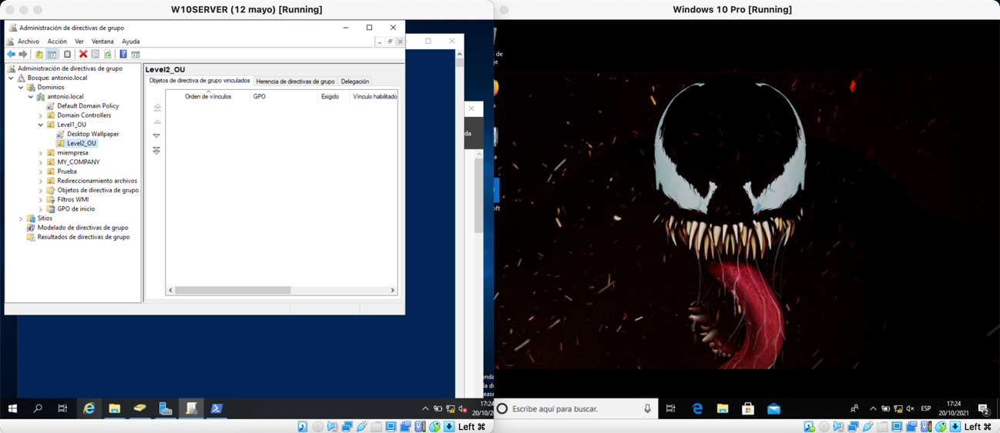 W10SERVER (12 mayo) [Running]
Administración de directivas de grupo
Archivo Acción Ver Ventana Ayuda
Administración de directivas de grupo
Bosque: antonio.local
Dominios
antonio.local
Default Domain Policy
Domain Controllers
Level1_OU
Desktop Wallpaper
Level2_OU
miempresa
MY_COMPANY
Prueba
Redireccionamiento archivos
Objetos de directiva de grupo
Filtros WMI
GPO de inicio
Sitios
Modelado de directivas de grupo
Resultados de directivas de grupo
Level2_OU
Objetos de directiva de grupo vinculados Herencia de directivas de grupo Delegación
Orden de vínculos GPO Exigido Vínculo habilitado
da
17:24
20/10/20
Left ⌘
Windows 10 Pro [Running]
de
Escribe aquí para buscar.
ESP
17:24
20/10/2021
2
Left ⌘